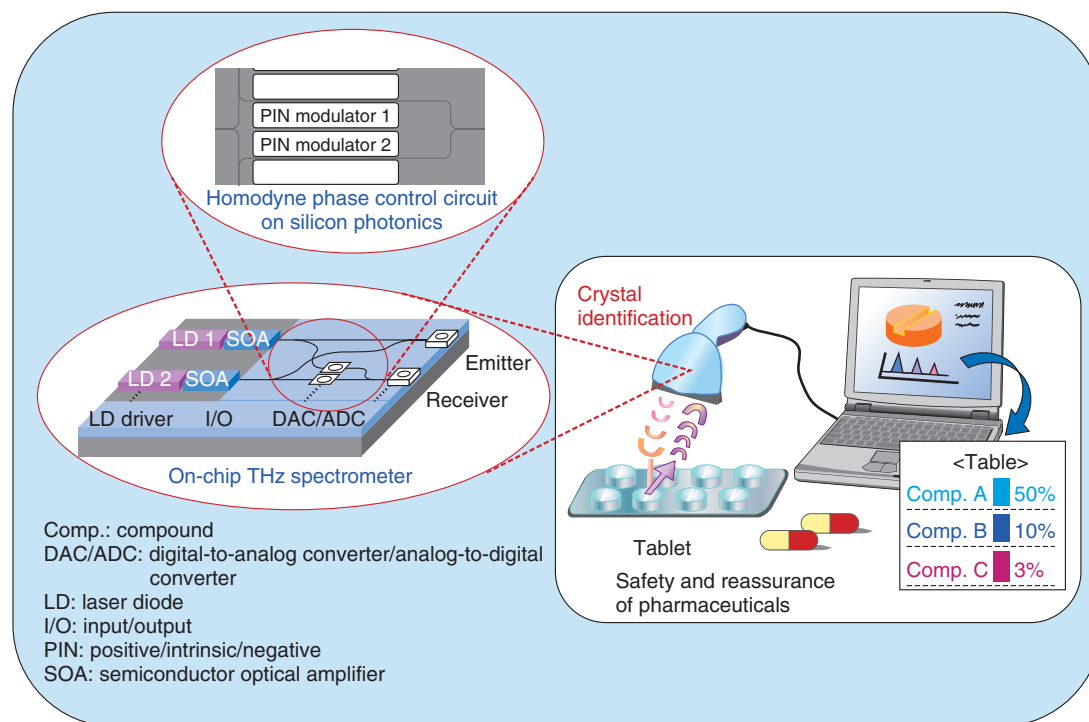 PIN modulator 1
PIN modulator 2
Homodyne phase control circuit
on silicon photonics
LD 1 SOA
LD 2 SOA
Emitter
Receiver
LD driver I/O DAC/ADC
On-chip THz spectrometer
Comp.: compound
DAC/ADC: digital-to-analog converter/analog-to-digital
converter
LD: laser diode
I/O: input/output
PIN: positive/intrinsic/negative
SOA: semiconductor optical amplifier
Crystal
identification
Tablet
Safety and reassurance
of pharmaceuticals
<Table>
Comp. A 50%
Comp. B 10%
Comp. C 3%